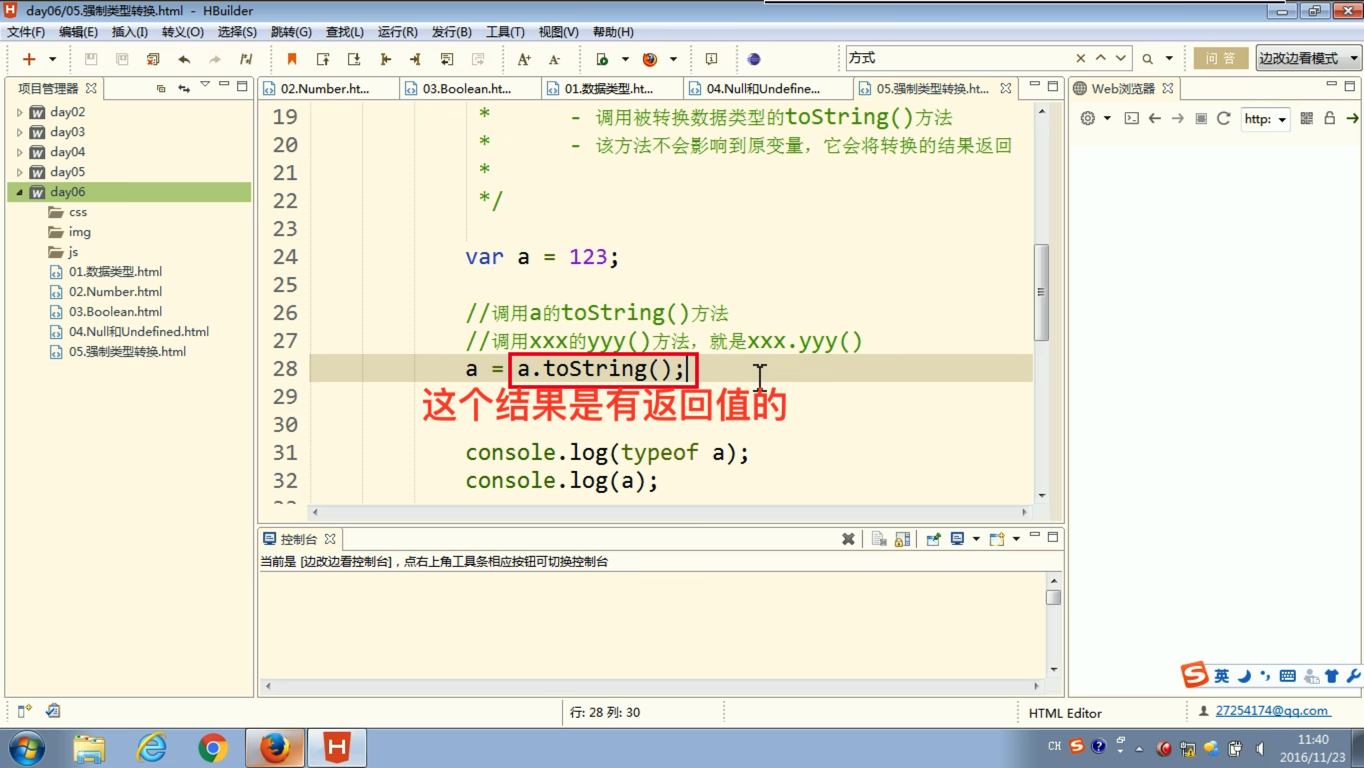 day06/05.强制类型转换.html - HBuilder
文件(F) 编辑(E) 插入(I) 转义(O) 选择(S) 跳转(G) 查找(L) 运行(R) 发行(B) 工具(T) 视图(V) 帮助(H)
方式
问 答
边改边看模式
项目管理器
02.Number.ht...
03.Boolean.ht...
01.数据类型.ht...
04.Null和Undefine...
05.强制类型转换.ht...
Web浏览器
http:
day02
day03
day04
day05
day06
css
img
js
01.数据类型.html
02.Number.html
03.Boolean.html
04.Null和Undefined.html
05.强制类型转换.html
19 * - 调用被转换数据类型的toString()方法
20 * - 该方法不会影响到原变量，它会将转换的结果返回
21 *
22 */
23
24 var a = 123;
25
26 //调用a的toString()方法
27 //调用xxx的yyy()方法，就是xxx.yyy()
28 a = a.toString();
29
这个结果是有返回值的
30
31 console.log(typeof a);
32 console.log(a);
控制台
当前是 [边改边看控制台]，点右上角工具条相应按钮可切换控制台
英
行: 28 列: 30
HTML Editor
27254174@qq.com
CH
11:40
2016/11/23